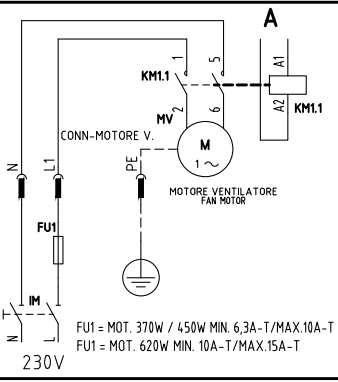 A
1
5
A1
KM1.1
A2
KM1.1
2
6
MV
CONN-MOTORE V.
M
1 ~
N
L1
PE
MOTORE VENTILATORE
FAN MOTOR
FU1
IM
N
L
FU1 = MOT. 370W / 450W MIN. 6,3A-T/MAX.10A-T
FU1 = MOT. 620W MIN. 10A-T/MAX.15A-T
230V